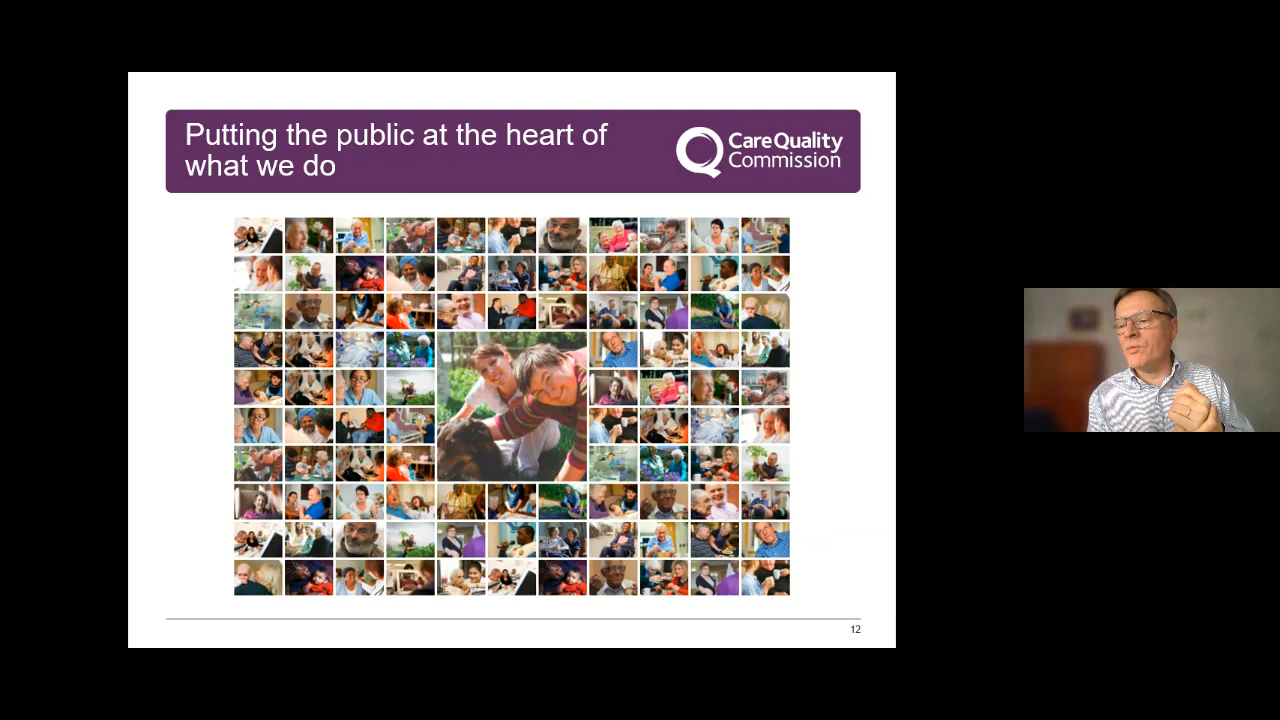 Putting the public at the heart of
what we do
CareQuality
Commission
12